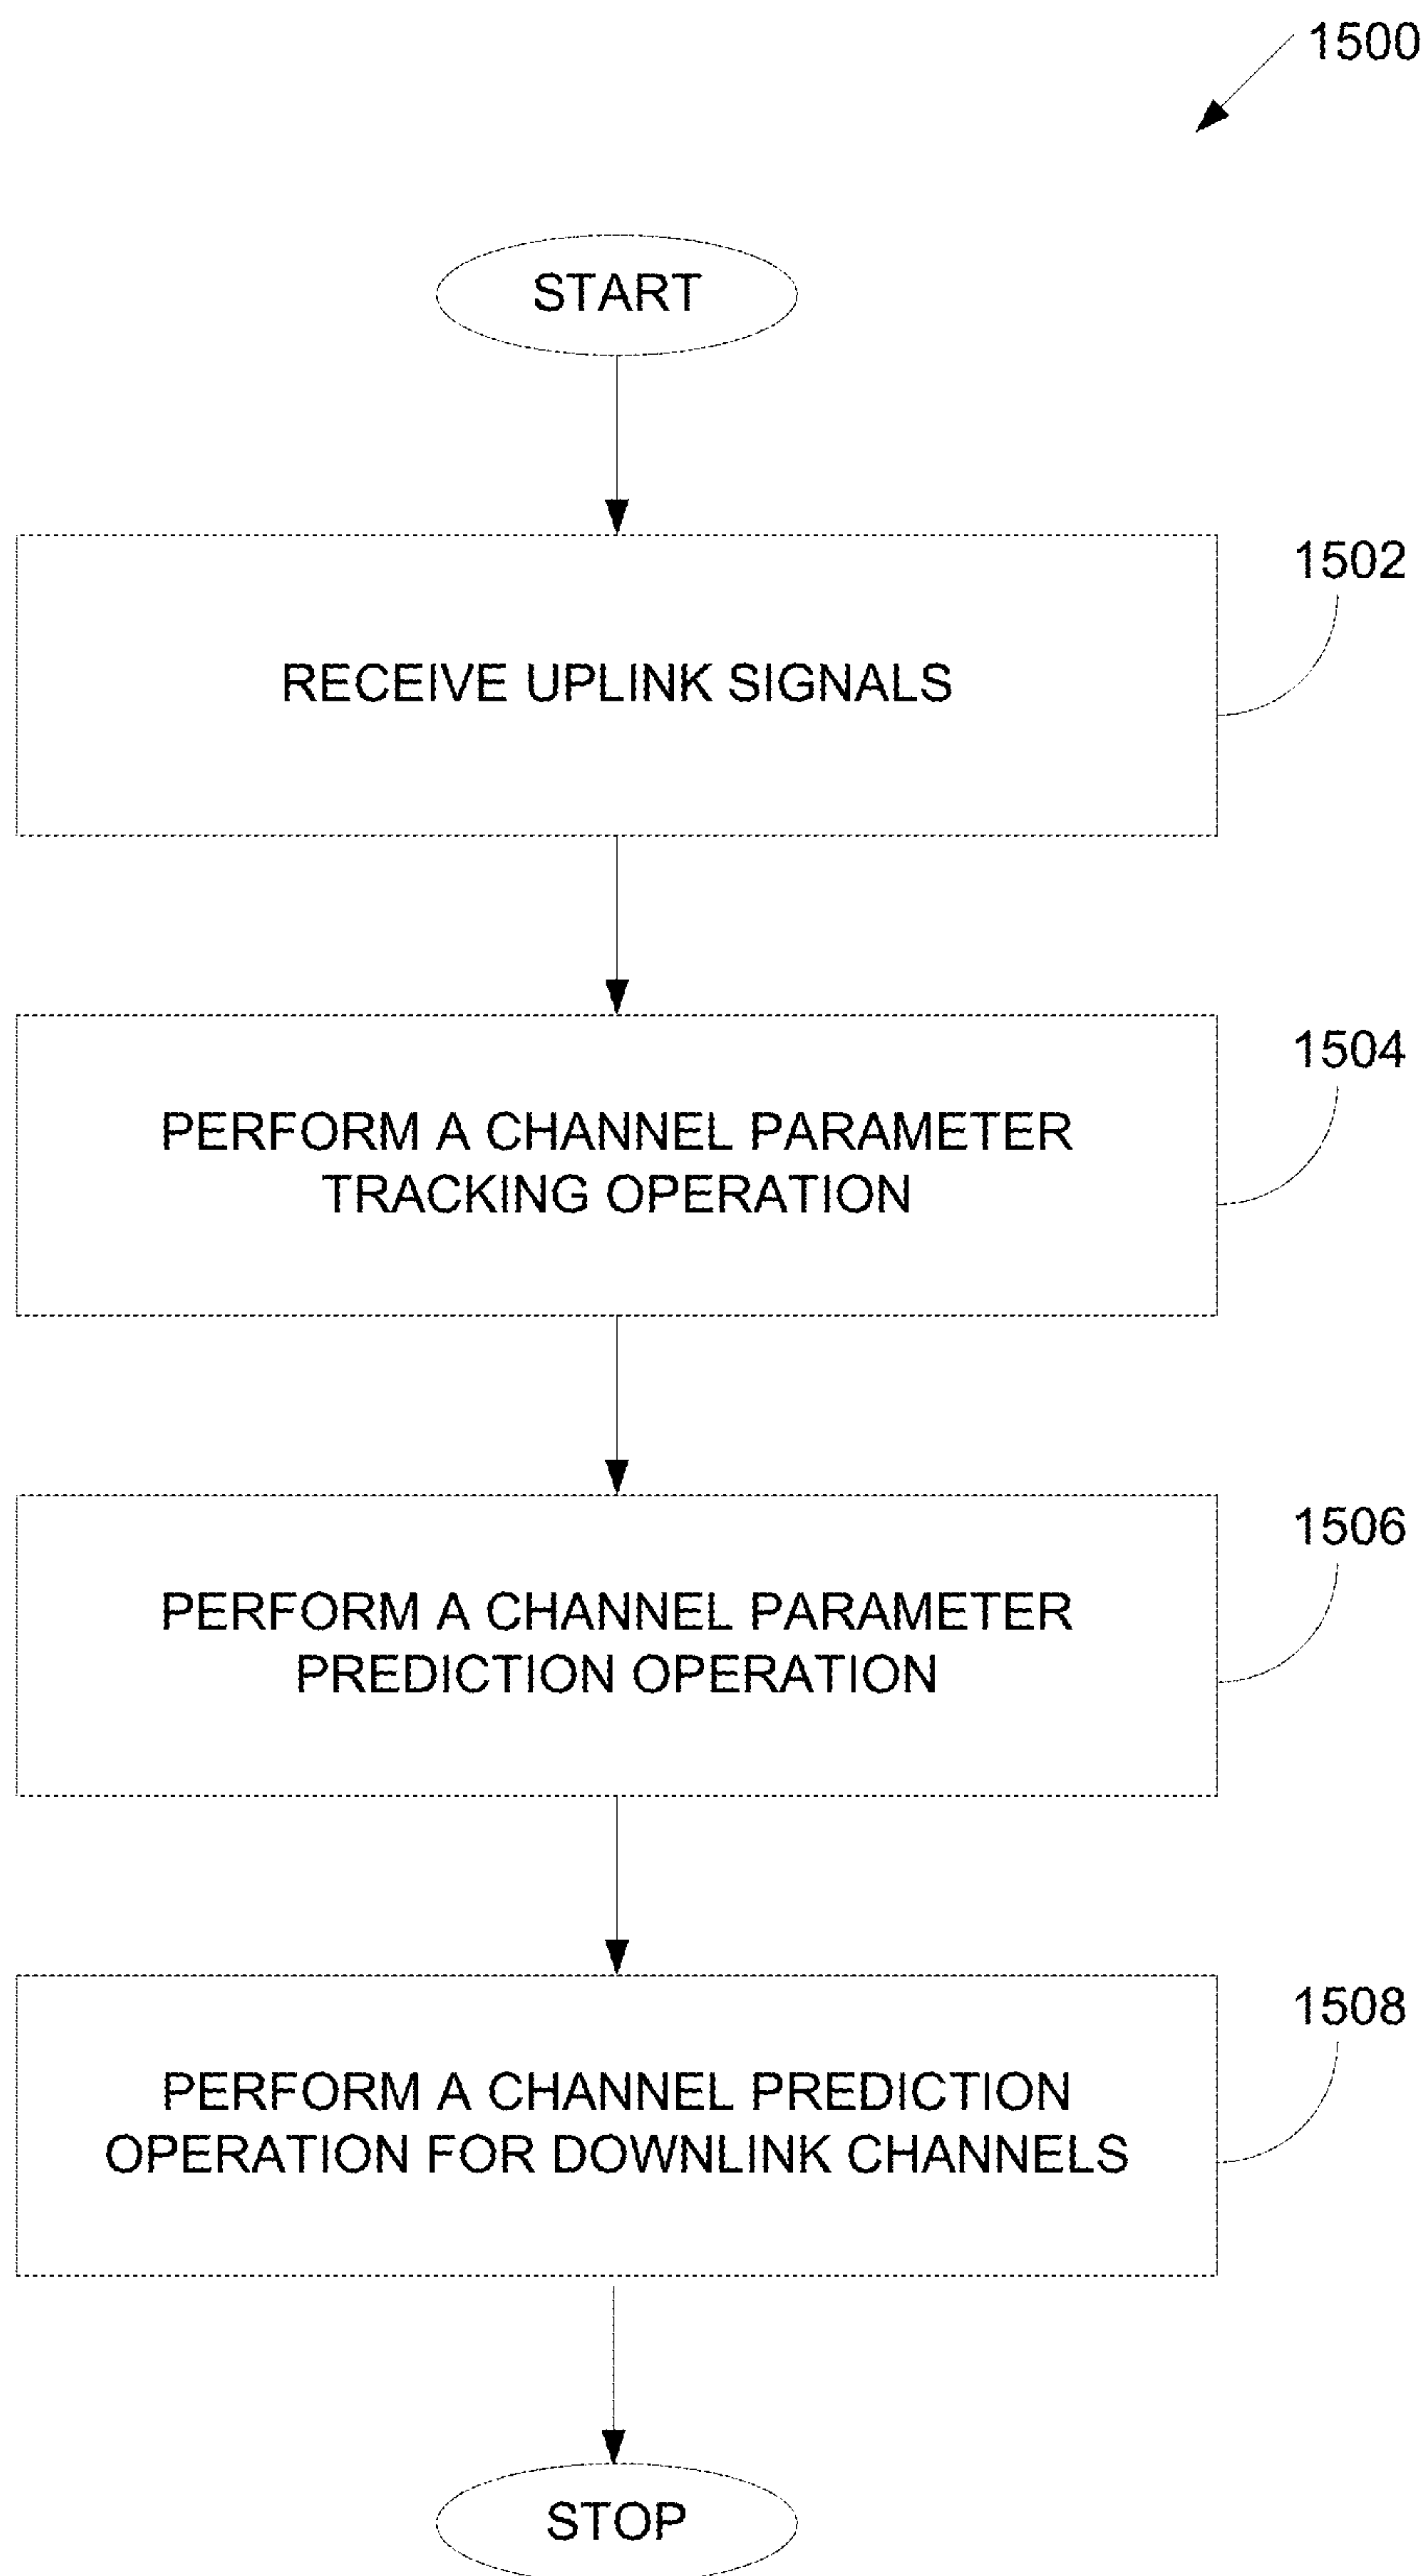 1500
START
1502
RECEIVE UPLINK SIGNALS
1504
PERFORM A CHANNEL PARAMETER
TRACKING OPERATION
1506
PERFORM A CHANNEL PARAMETER
PREDICTION OPERATION
1508
PERFORM A CHANNEL PREDICTION
OPERATION FOR DOWNLINK CHANNELS
STOP